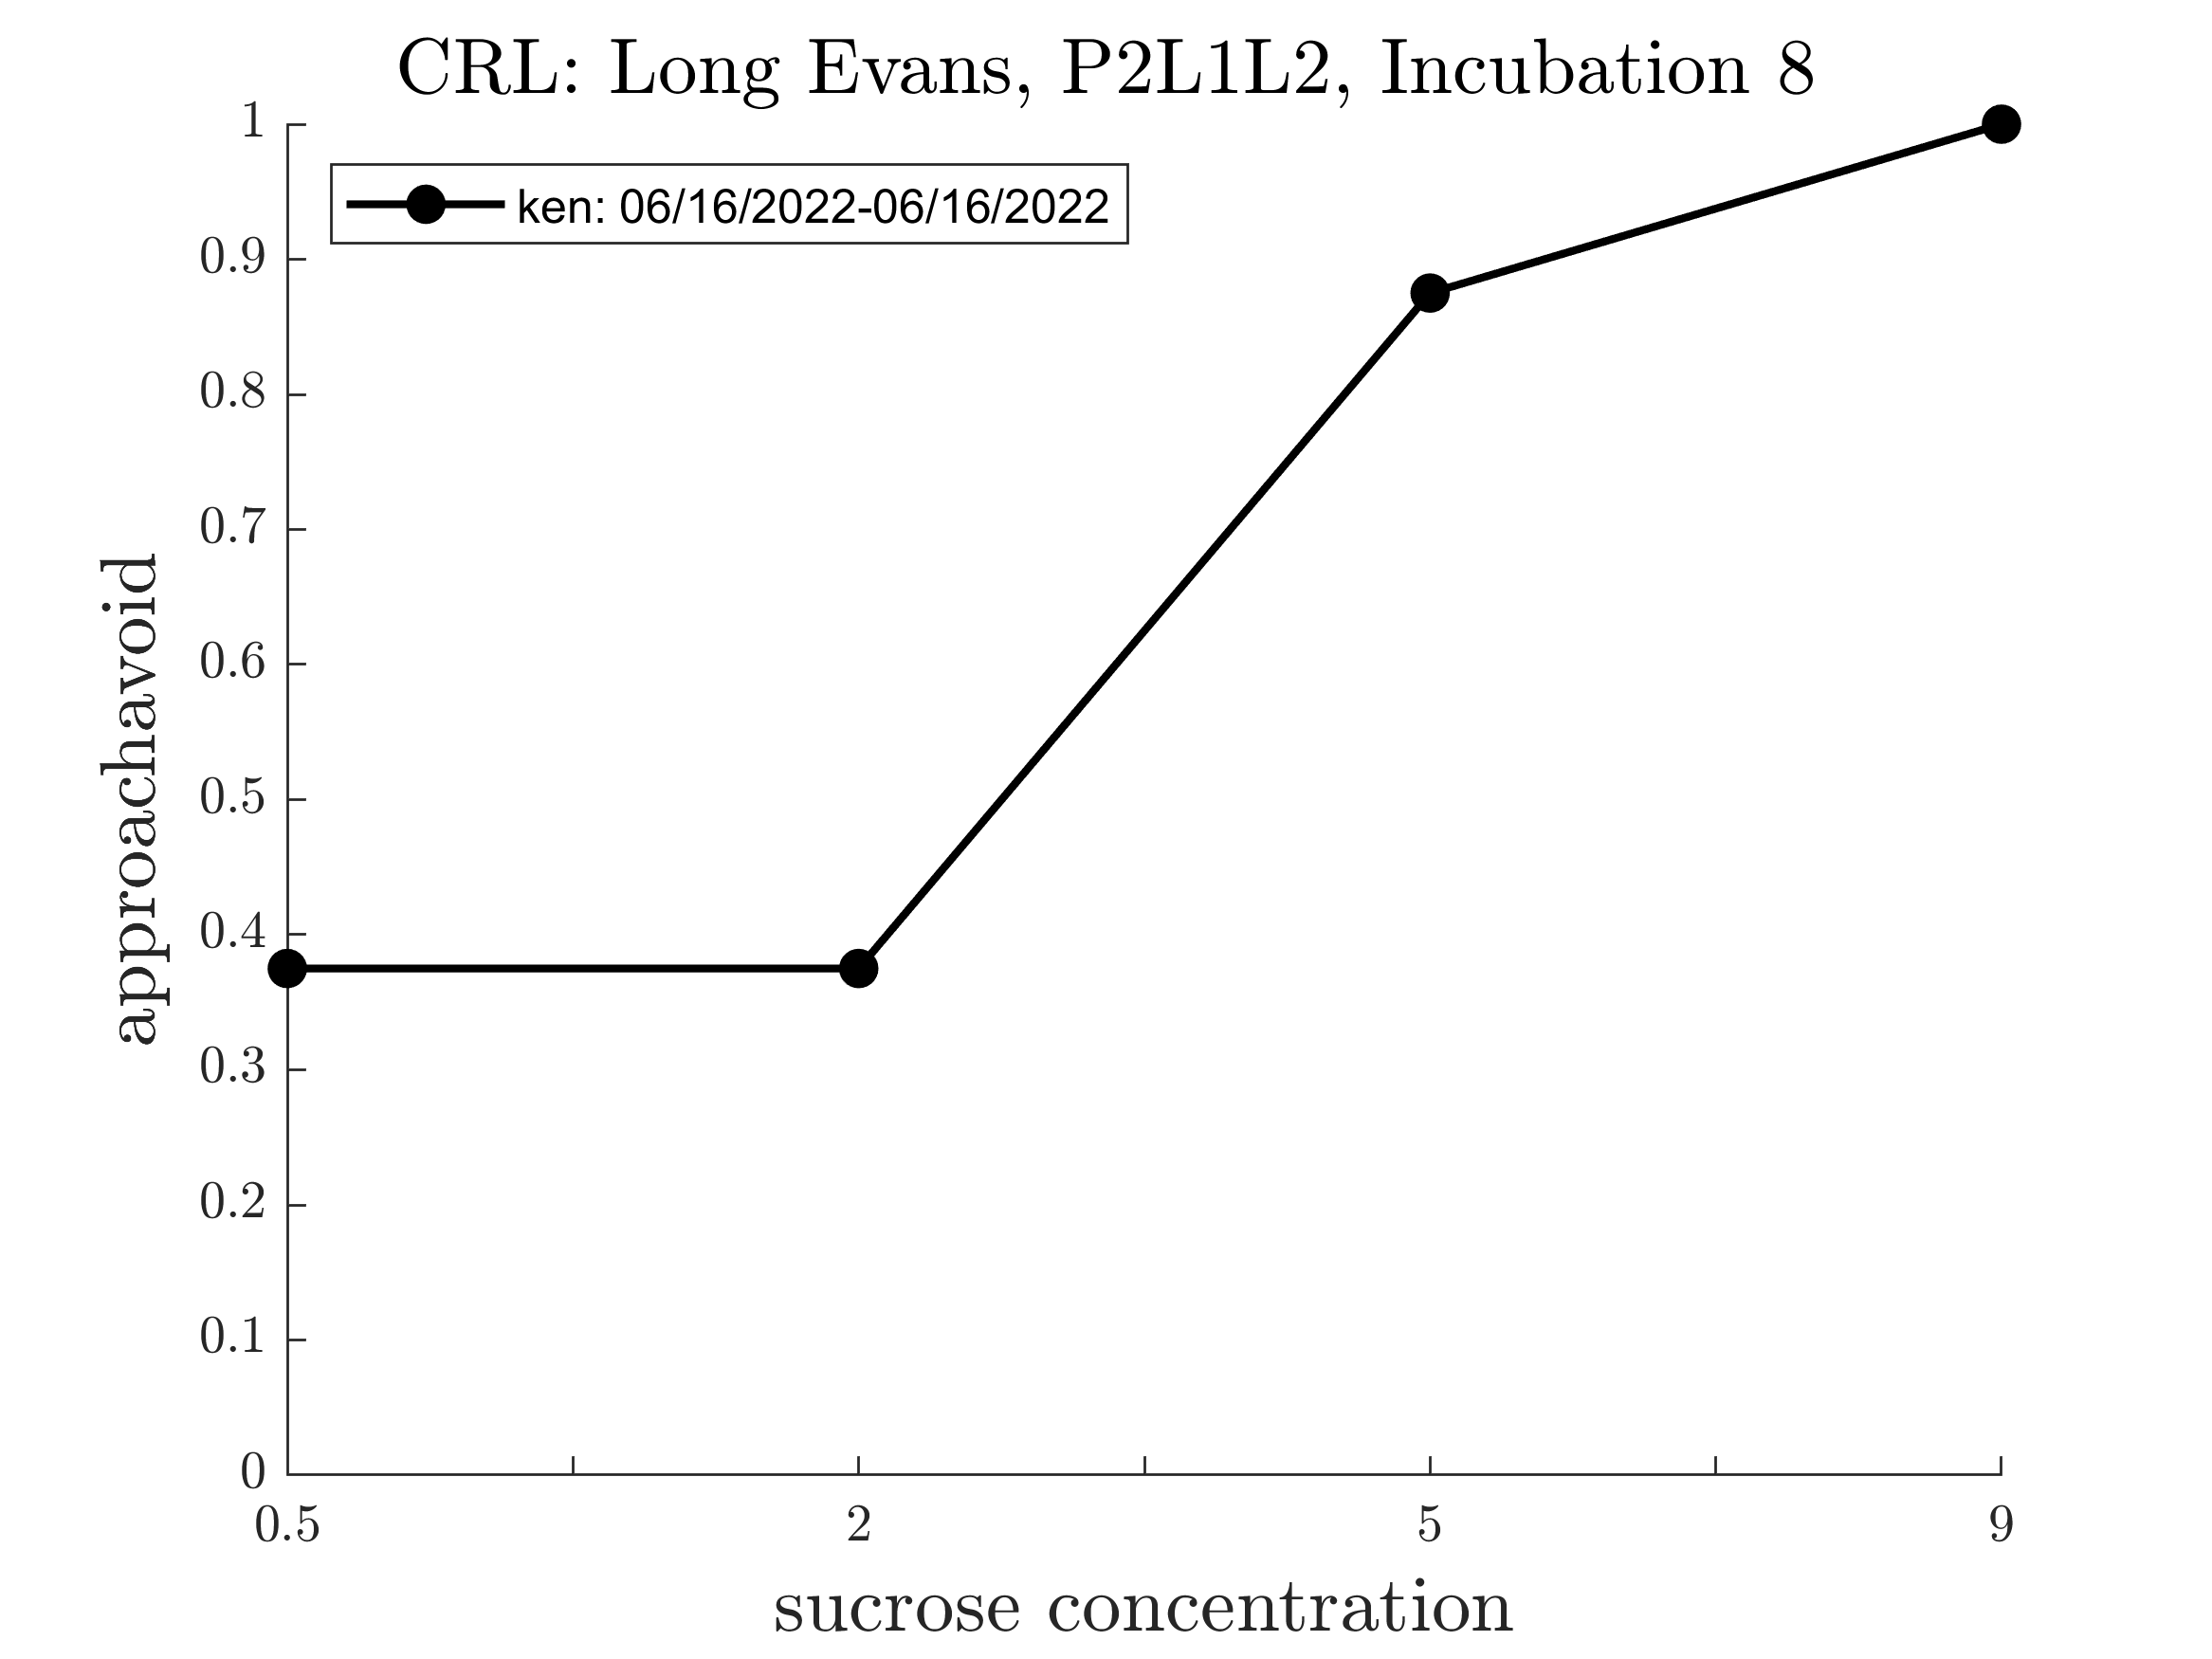 CRL: Long Evans, P2L1L2, Incubation 8
ken: 06/16/2022-06/16/2022
approachavoid
1
0.9
0.8
0.7
0.6
0.5
0.4
0.3
0.2
0.1
0
0.5 2 5 9
sucrose concentration